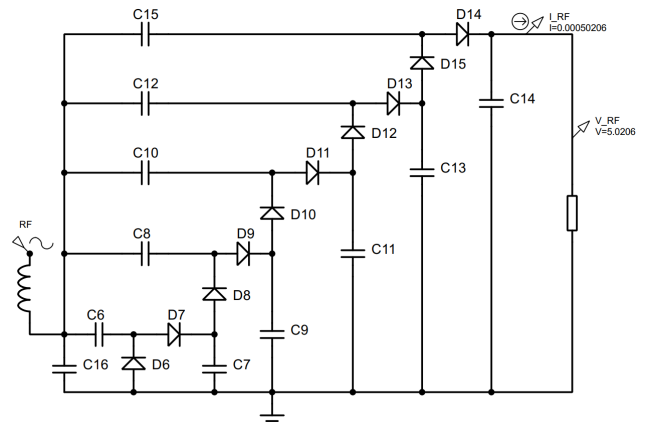 C15
D14
I_RF
I=0.00050206
D15
C12
D13
C14
V_RF
V=5.0206
D12
C10
D11
C13
D10
RF
C8
D9
C11
D8
C6
D7
C9
C16
D6
C7